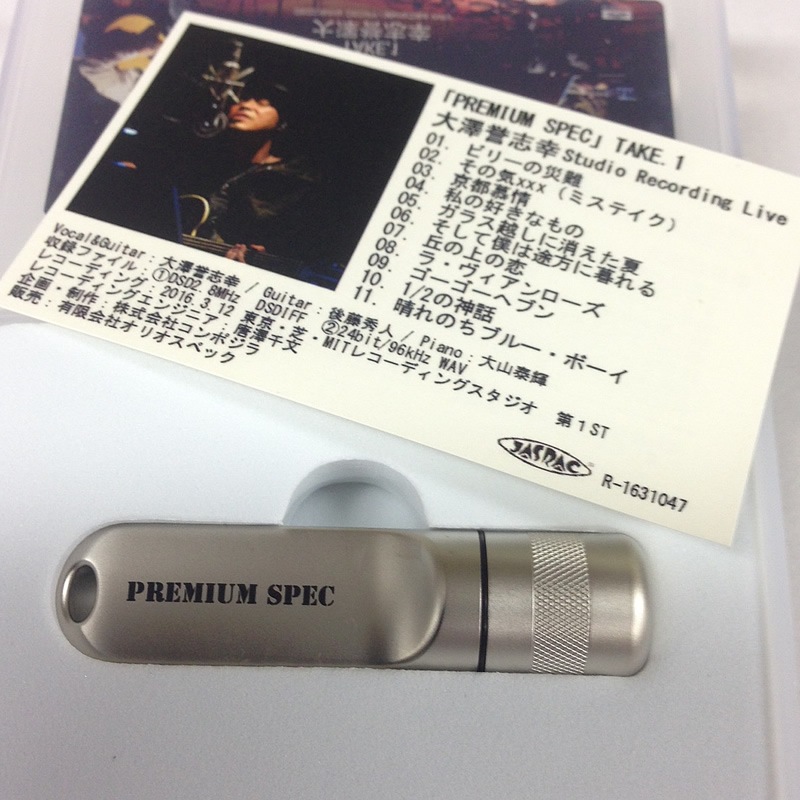 大澤誉志幸
「TAKE.1
「PREMIUM SPEC」TAKE.1
大澤誉志幸 Studio Recording Live
01. ビリーの災難
02. その気xxx(ミステイク)
03. 京都慕情
04. 私の好きなもの
05. ガラス越しに消えた夏
06. そして僕は途方に暮れる
07. 丘の上の恋
08. ラ・ヴィアンローズ
09. ゴーゴーヘブン
10. 1/2の神話
11. 晴れのちブルー・ボーイ
Vocal&Guitar:大澤誉志幸 / Guitar:後藤秀人 / Piano:大山泰輝
収録ファイル:①DSD2.8MHz DSDIFF ②24bit/96kHz WAV
レコーディング:2016.3.12 東京・芝・MITレコーディングスタジオ 第1ST
レコーディングエンジニア:唐澤千文
企画・制作:株式会社コンポジラ
販売:有限会社オリオスペック
JASRAC
R-1631047
PREMIUM SPEC